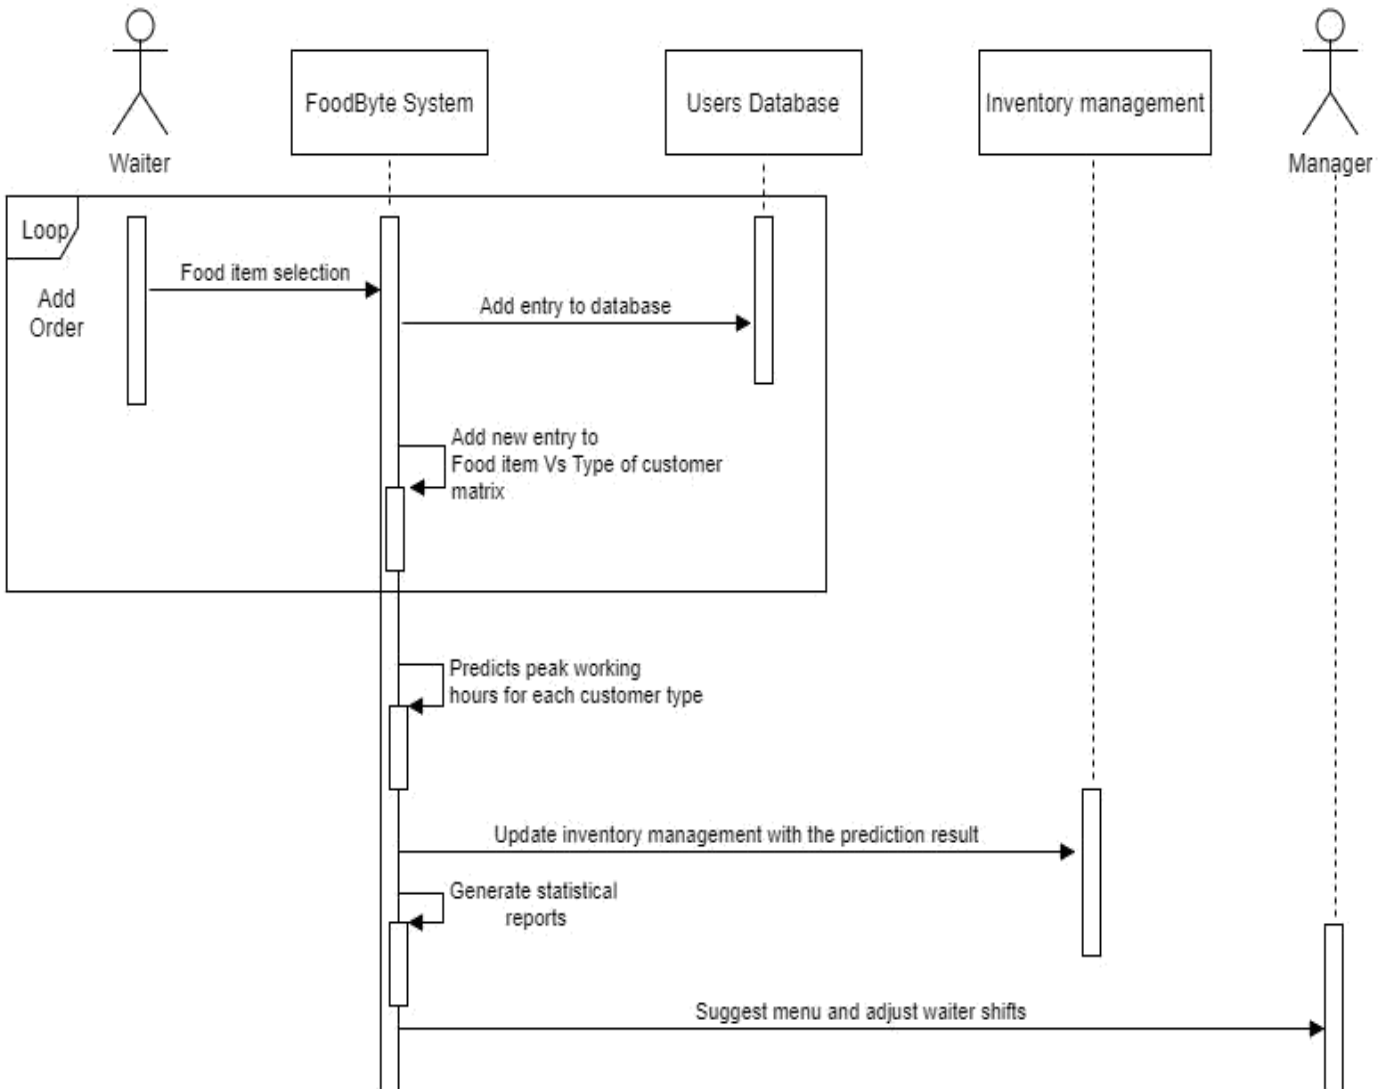 FoodByte System
Users Database
Inventory management
Waiter
Manager
Loop
Add
Order
Food item selection
Add entry to database
Add new entry to
Food item Vs Type of customer
matrix
Predicts peak working
hours for each customer type
Update inventory management with the prediction result
Generate statistical
reports
Suggest menu and adjust waiter shifts